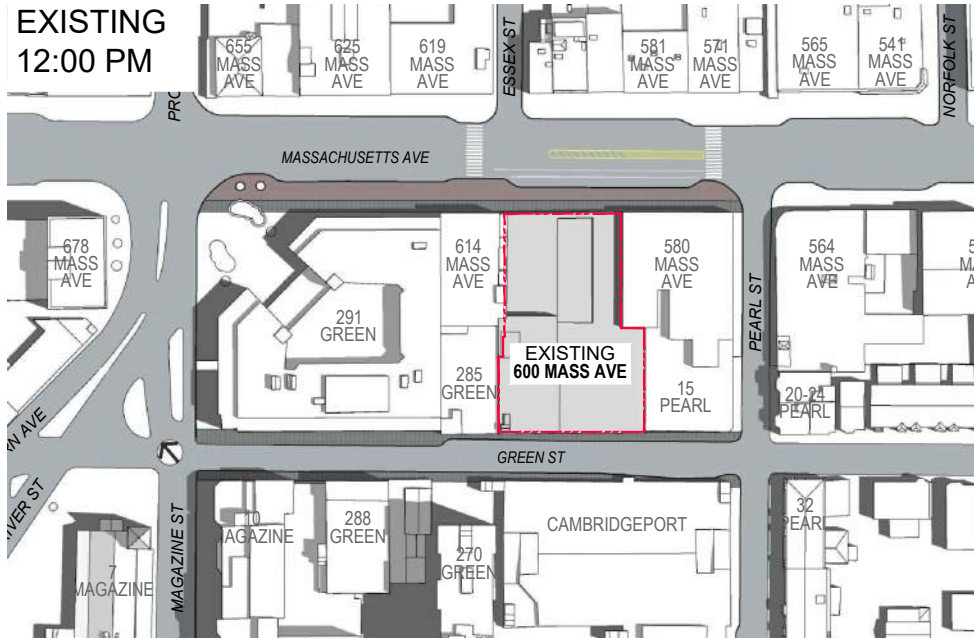 EXISTING
12:00 PM
655
MASS
AVE
625
MASS
AVE
619
MASS
AVE
ESSEX ST
581
MASS
AVE
571
MASS
AVE
565
MASS
AVE
541
MASS
AVE
NORFOLK ST
MASSACHUSETTS AVE
678
MASS
AVE
291
GREEN
614
MASS
AVE
580
MASS
AVE
PEARL ST
564
MASS
AVE
EXISTING
600 MASS AVE
285
GREEN
15
PEARL
20-24
PEARL
GREEN ST
MAGAZINE ST
MAGAZINE
288
GREEN
270
GREEN
CAMBRIDGEPORT
32
PEARL
7
MAGAZINE